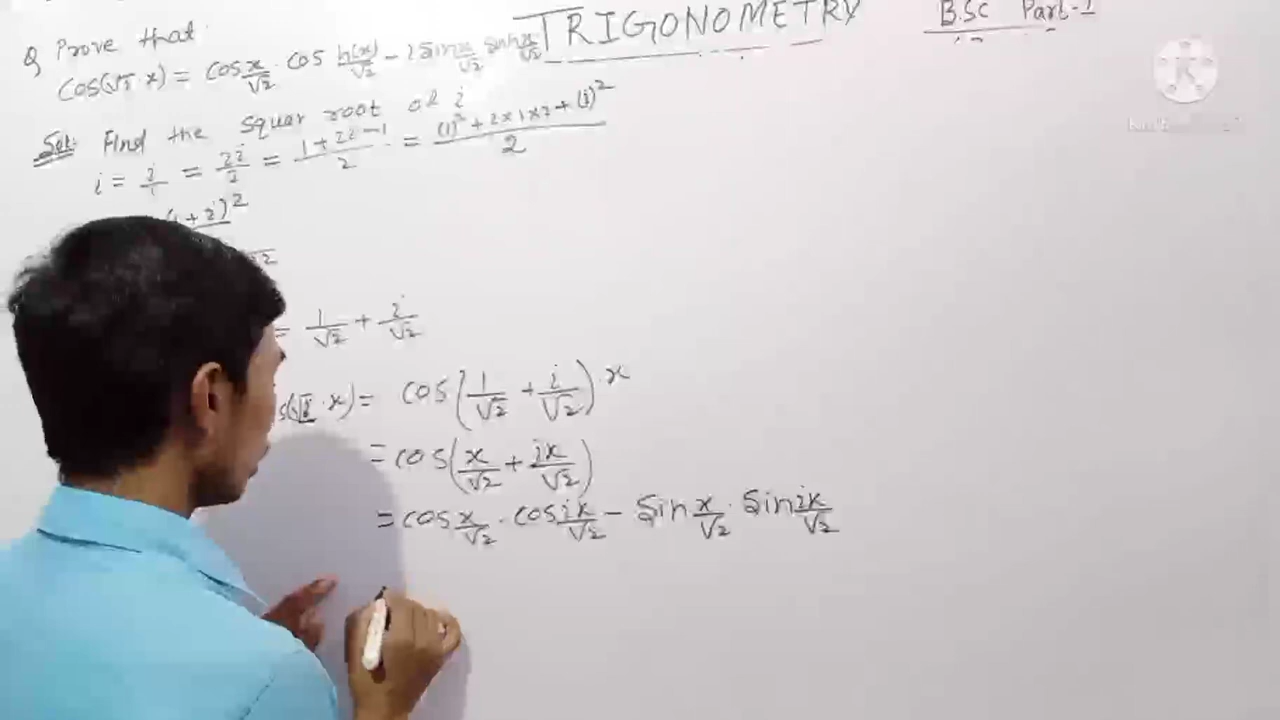 TRIGONOMETRY
B.Sc Part-I
Q Prove that
cos(√i x) = cos x/√2 · cos h(x)/√2 - i sin x/√2 sinh x/√2
Sol: Find the squar root of i
i = i/1 = 2i/2 = 1+2i-1/2 = (1)²+2×1×i+(i)²/2
+i)²
√2
= 1/√2 + i/√2
s(√i · x) = cos(1/√2 + i/√2)x
= cos(x/√2 + ix/√2)
= cos x/√2 · cos ix/√2 - sin x/√2 · sin ix/√2